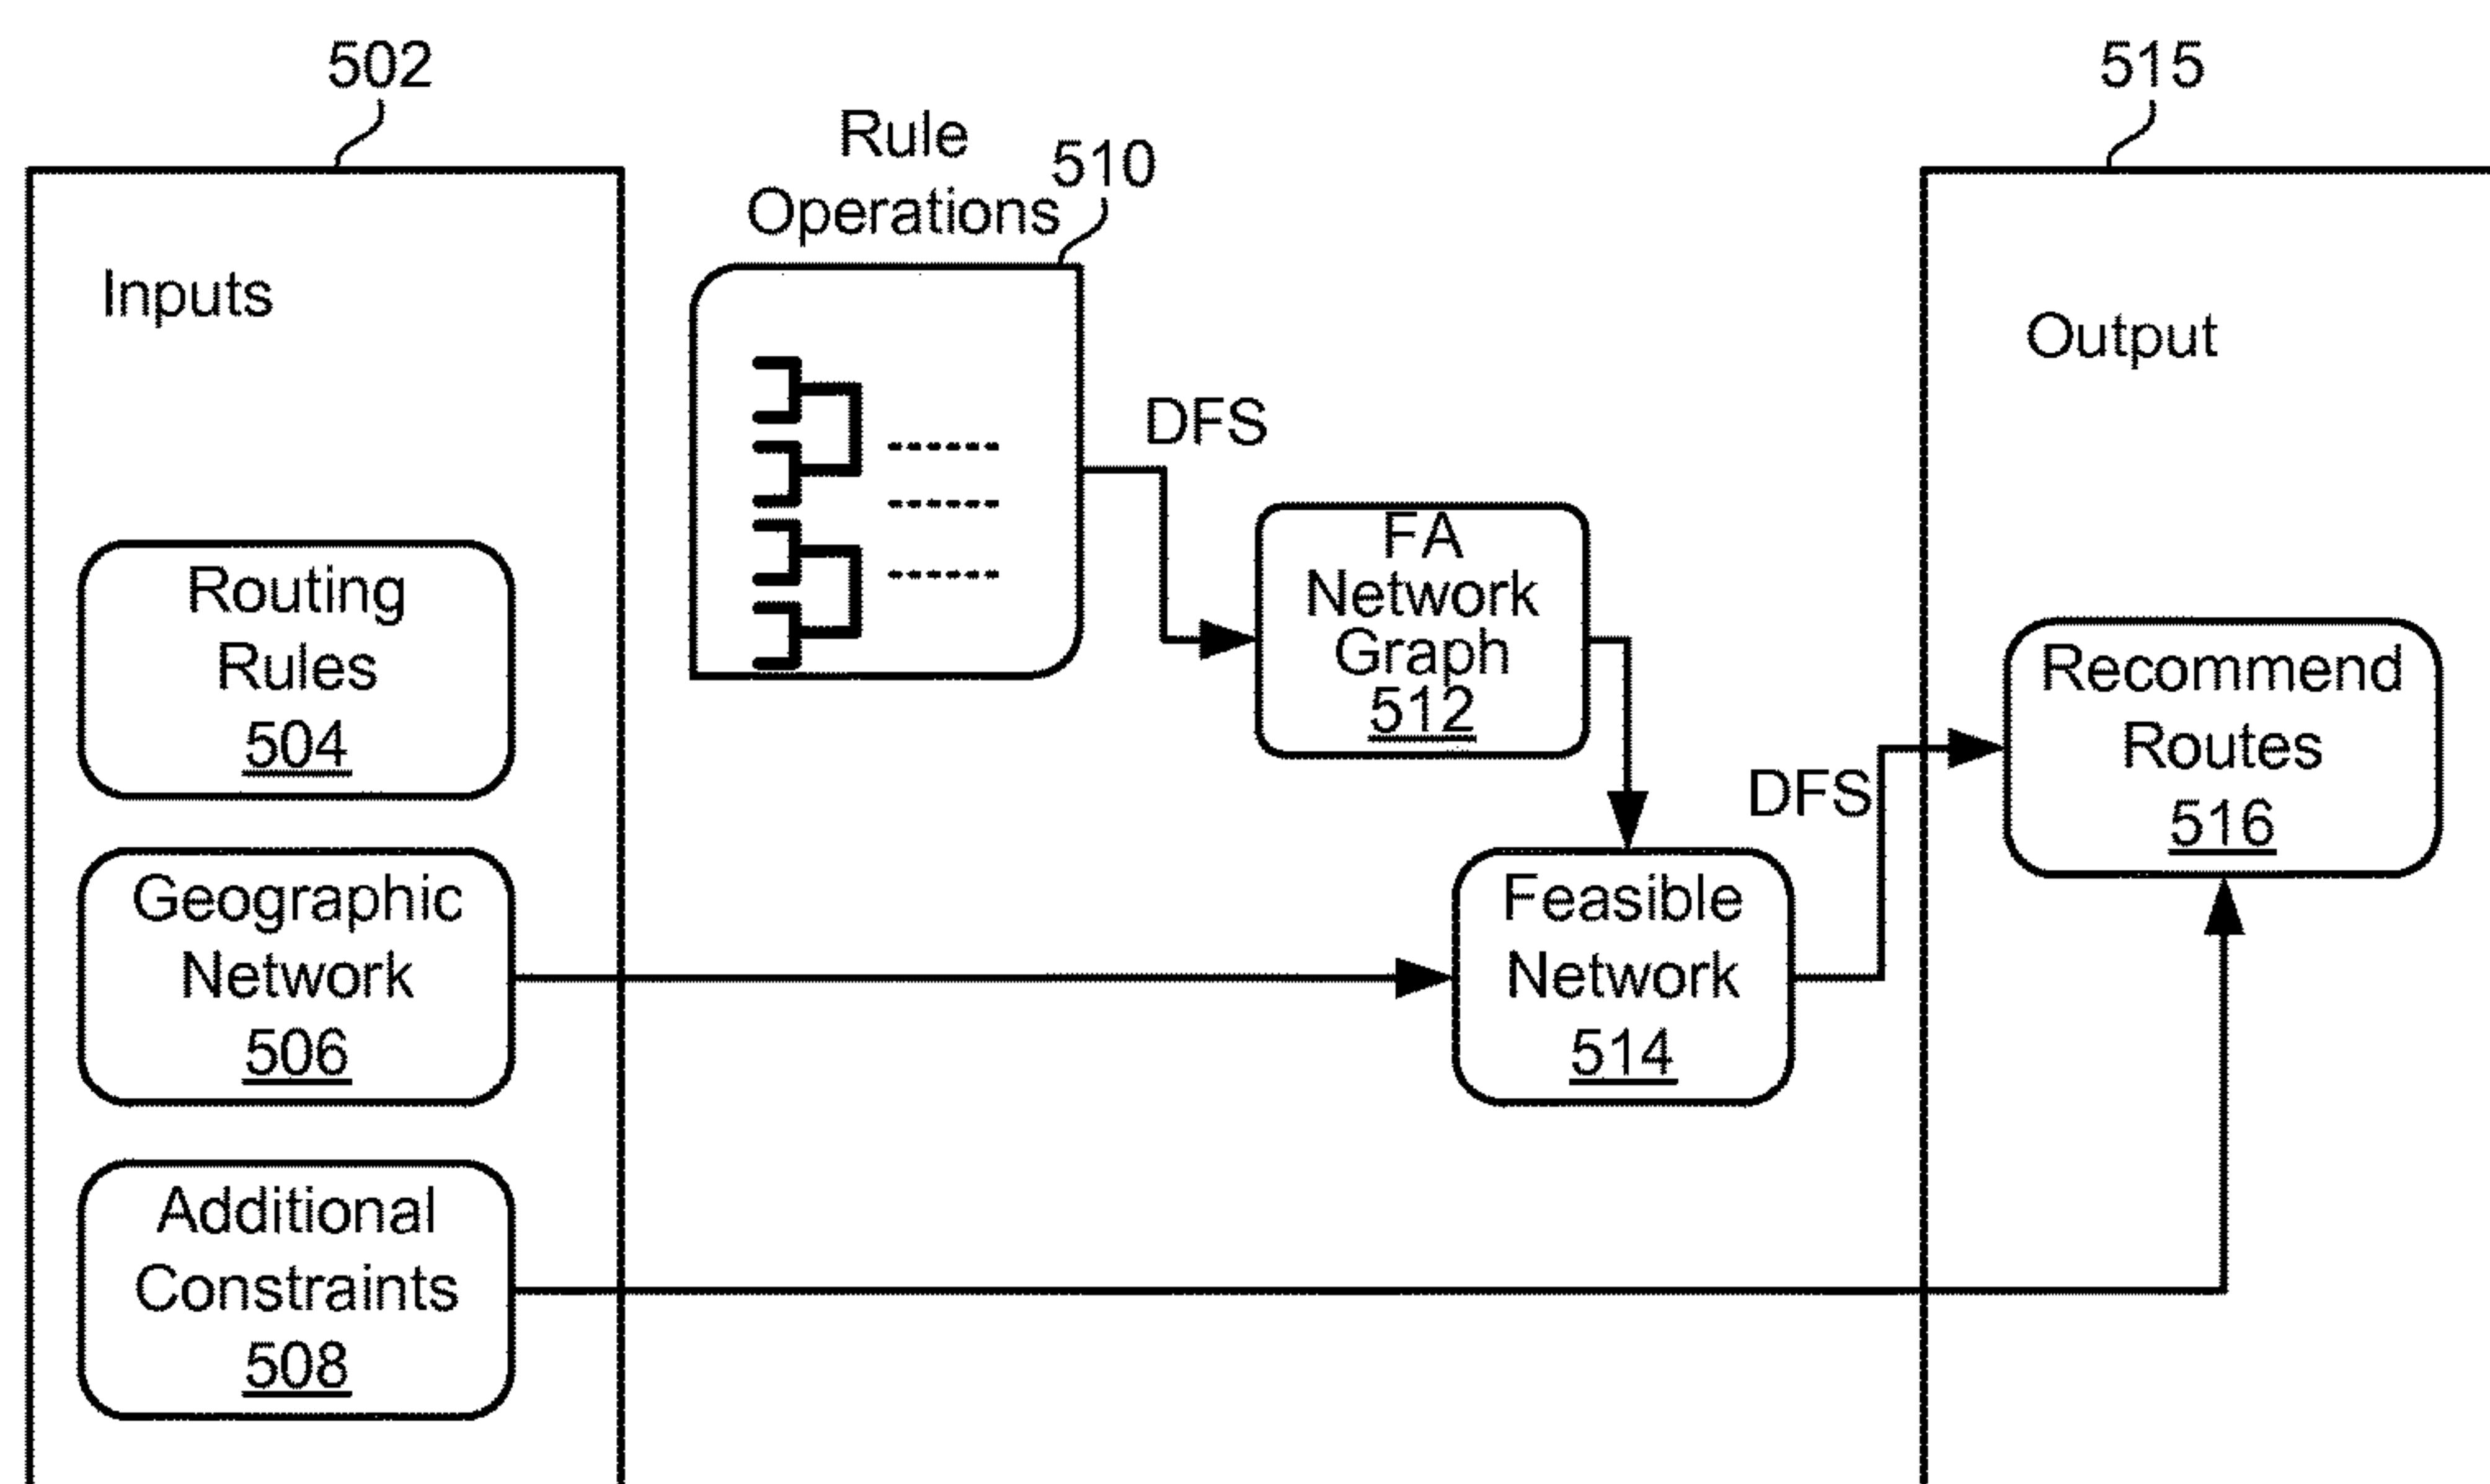 502
515
Rule
Operations
510
Inputs
Output
DFS
FA
Network
Graph
512
Routing
Rules
504
Recommend
Routes
516
DFS
Geographic
Network
506
Feasible
Network
514
Additional
Constraints
508